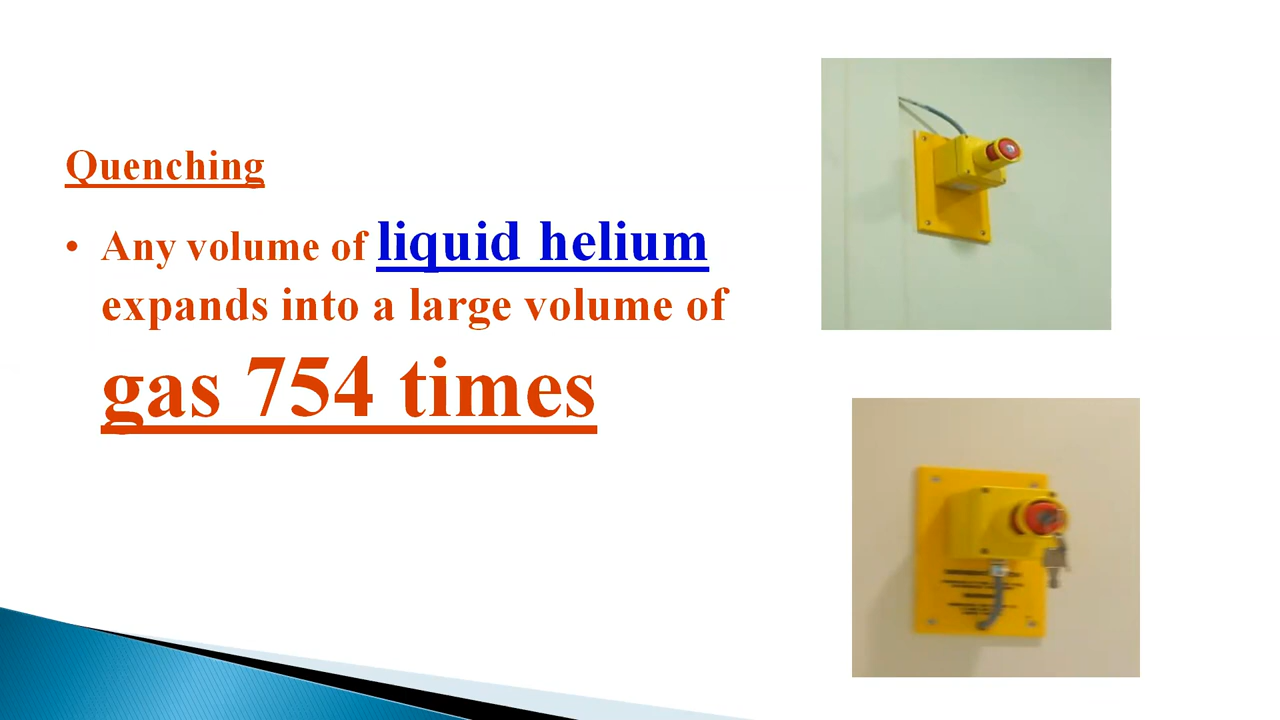 Quenching
• Any volume of liquid helium
expands into a large volume of
gas 754 times